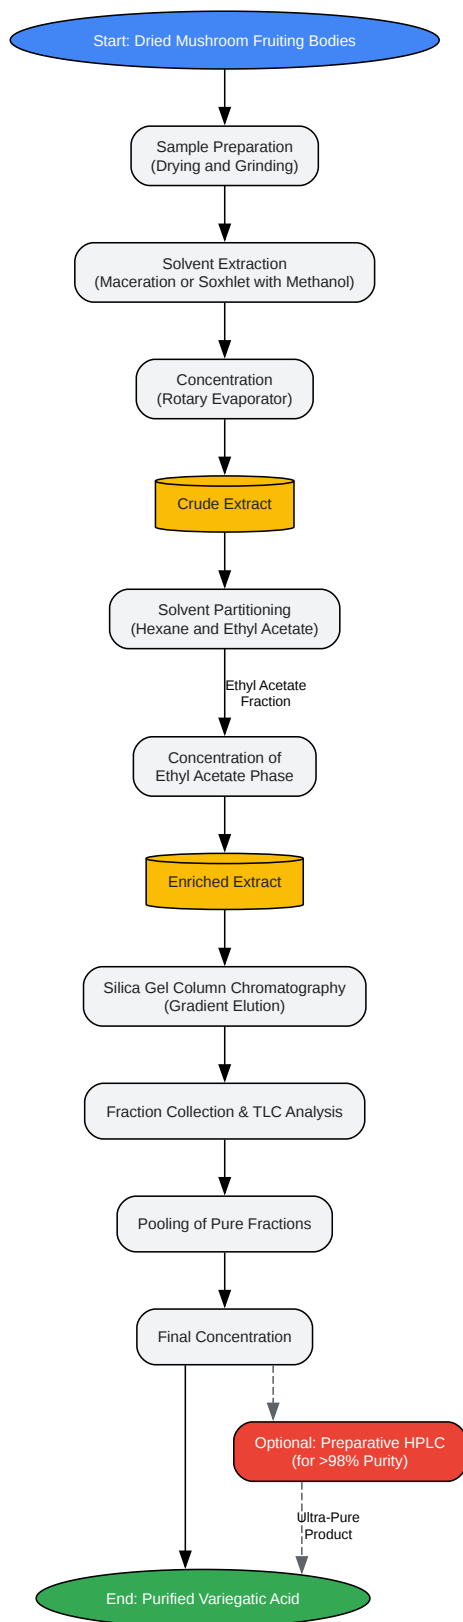 Start: Dried Mushroom Fruiting Bodies
Sample Preparation
(Drying and Grinding)
Solvent Extraction
(Maceration or Soxhlet with Methanol)
Concentration
(Rotary Evaporator)
Crude Extract
Solvent Partitioning
(Hexane and Ethyl Acetate)
Ethyl Acetate
Fraction
Concentration of
Ethyl Acetate Phase
Enriched Extract
Silica Gel Column Chromatography
(Gradient Elution)
Fraction Collection & TLC Analysis
Pooling of Pure Fractions
Final Concentration
Optional: Preparative HPLC
(for >98% Purity)
Ultra-Pure
Product
End: Purified Variegatic Acid